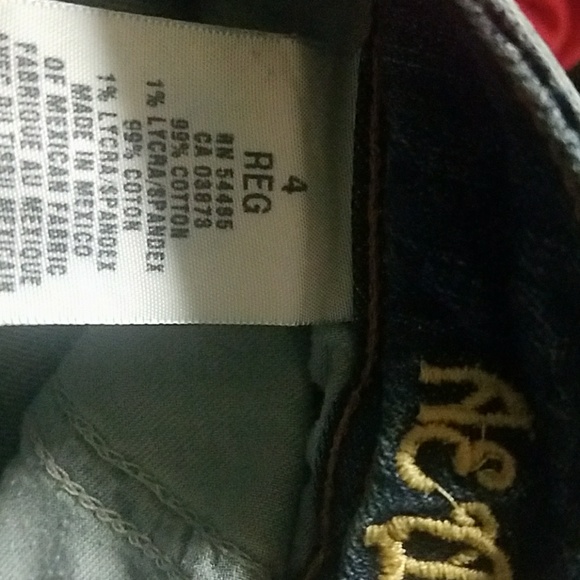 4
REG
RN 54485
CA 03878
99% COTTON
1% LYCRA/SPANDEX
99% COTON
1% LYCRA/SPANDEX
MADE IN MEXICO
OF MEXICAN FABRIC
FABRIQUE AU MEXIQUE
MEXICAIN